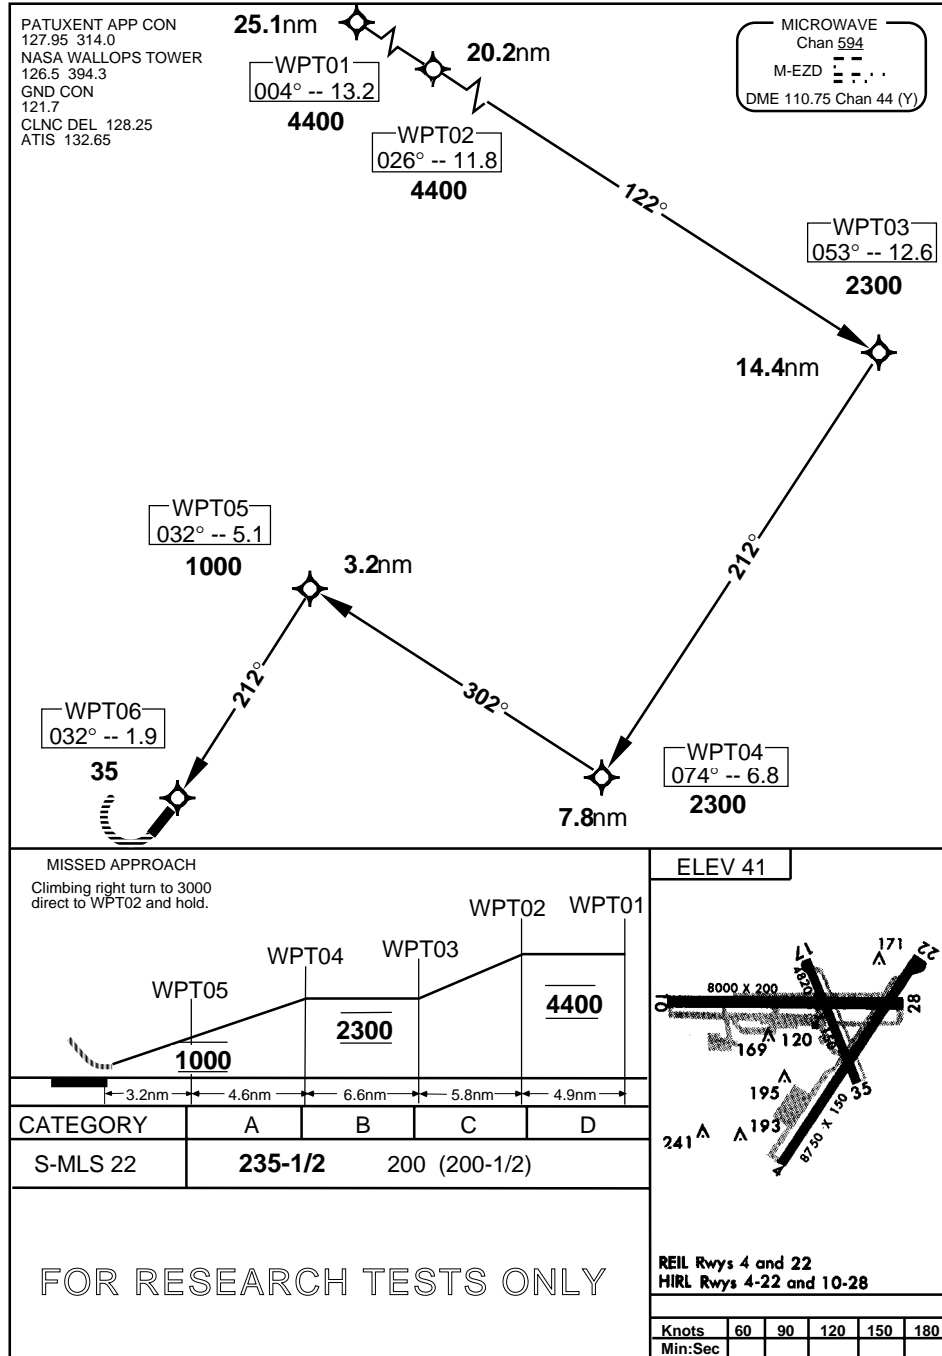 PATUXENT APP CON
127.95 314.0
NASA WALLOPS TOWER
126.5 394.3
GND CON
121.7
CLNC DEL 128.25
ATIS 132.65
25.1nm
WPT01
004° -- 13.2
4400
20.2nm
WPT02
026° -- 11.8
4400
MICROWAVE
Chan 594
M-EZD
DME 110.75 Chan 44 (Y)
122°
WPT03
053° -- 12.6
2300
14.4nm
212°
WPT05
032° -- 5.1
1000
3.2nm
302°
212°
WPT06
032° -- 1.9
35
WPT04
074° -- 6.8
2300
7.8nm
MISSED APPROACH
Climbing right turn to 3000
direct to WPT02 and hold.
WPT05
WPT04
WPT03
WPT02
WPT01
1000
2300
4400
3.2nm 4.6nm 6.6nm 5.8nm 4.9nm
CATEGORY A B C D
S-MLS 22 235-1/2 200 (200-1/2)
FOR RESEARCH TESTS ONLY
ELEV 41
17
171
22
4820
8000 X 200
10
28
169
120
195
35
193
241
8750 X 150
4
REIL Rwys 4 and 22
HIRL Rwys 4-22 and 10-28
Knots 60 90 120 150 180
Min:Sec